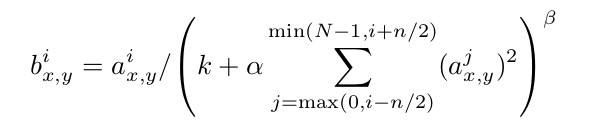 b^i_{x,y} = a^i_{x,y} / \left( k + \alpha \sum_{j=\max(0,i-n/2)}^{\min(N-1,i+n/2)} (a^j_{x,y})^2 \right)^\beta